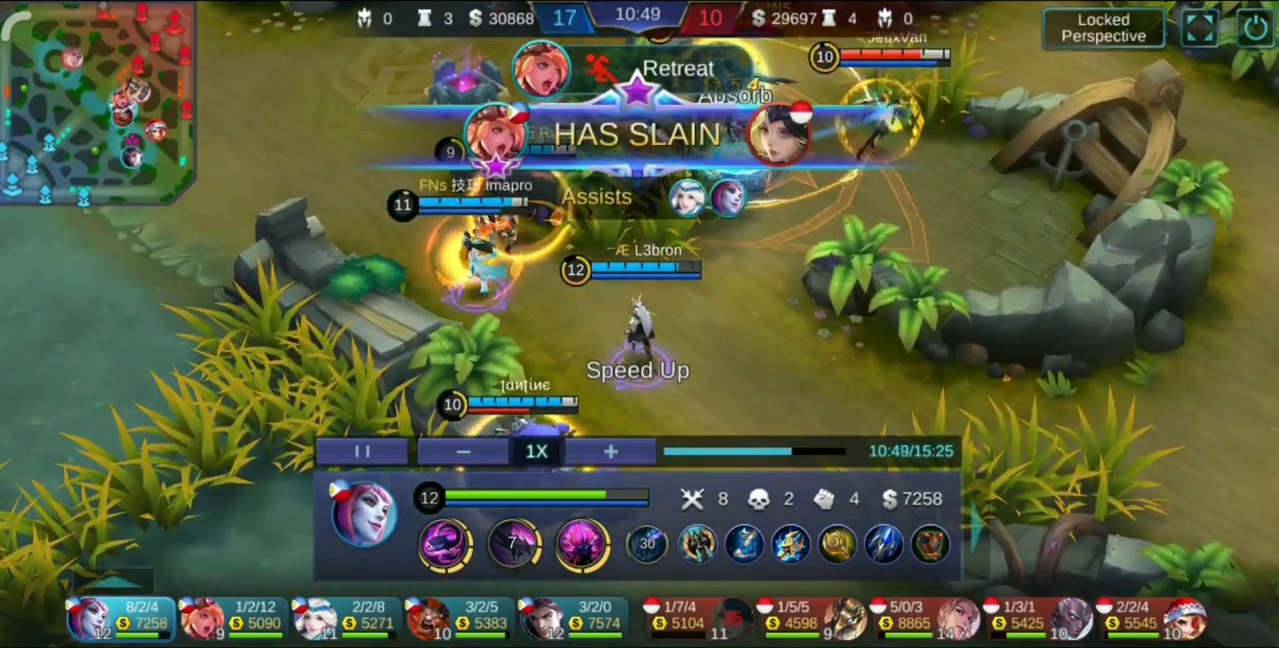 0 3 $ 30868 17 10:49 10 $ 29697 4 0
Locked
Perspective
10 JeuxVan
Retreat
Absorb
9
HAS SLAIN
FNs 技巧 imapro
11
Assists
Æ L3bron
12
Speed Up
10
− 1X +
10:49/15:25
12 8 2 4 $ 7258
7 30
8/2/4 1/2/12 2/2/8 3/2/5 3/2/0 1/7/4 1/5/5 5/0/3 1/3/1 2/2/4
7258 5090 5271 5383 7574 5104 4598 8865 5425 5545
12 9 11 10 12 11 9 14 10 10